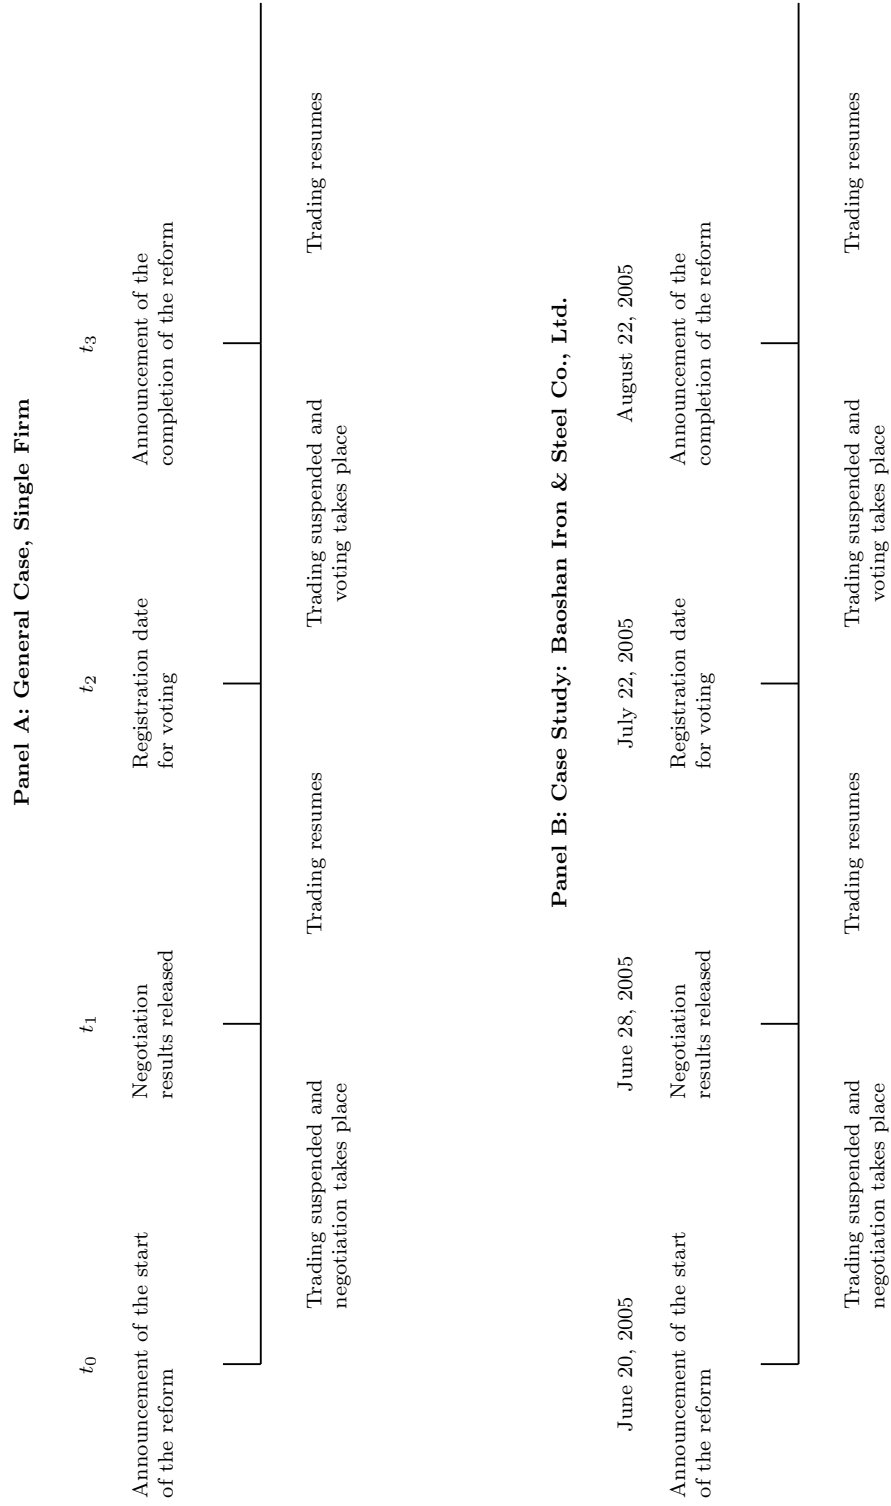 Panel A: General Case, Single Firm
t0
t1
t2
t3
Announcement of the start
of the reform
Negotiation
results released
Registration date
for voting
Announcement of the
completion of the reform
Trading suspended and
negotiation takes place
Trading resumes
Trading suspended and
voting takes place
Trading resumes
Panel B: Case Study: Baoshan Iron & Steel Co., Ltd.
June 20, 2005
June 28, 2005
July 22, 2005
August 22, 2005
Announcement of the start
of the reform
Negotiation
results released
Registration date
for voting
Announcement of the
completion of the reform
Trading suspended and
negotiation takes place
Trading resumes
Trading suspended and
voting takes place
Trading resumes